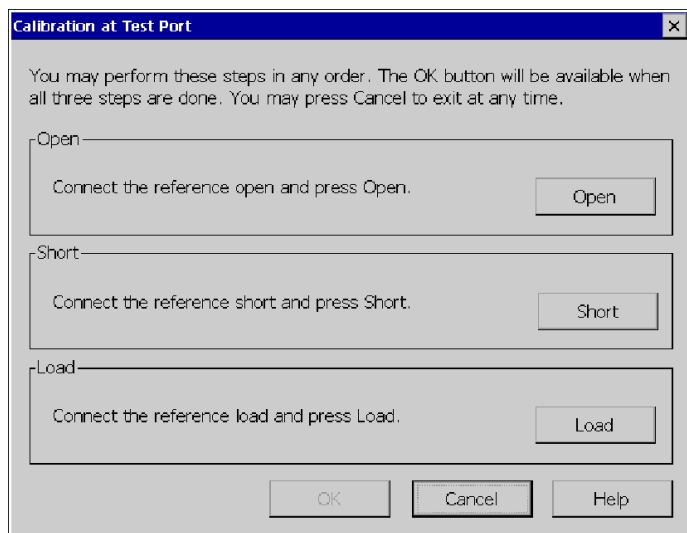 Calibration at Test Port
You may perform these steps in any order. The OK button will be available when
all three steps are done. You may press Cancel to exit at any time.
Open
Connect the reference open and press Open.
Open
Short
Connect the reference short and press Short.
Short
Load
Connect the reference load and press Load.
Load
OK
Cancel
Help